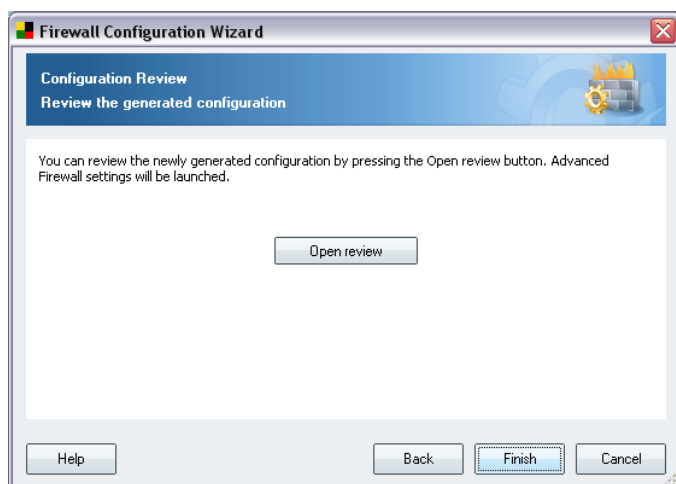 Firewall Configuration Wizard
Configuration Review
Review the generated configuration
You can review the newly generated configuration by pressing the Open review button. Advanced
Firewall settings will be launched.
Open review
Help
Back
Finish
Cancel